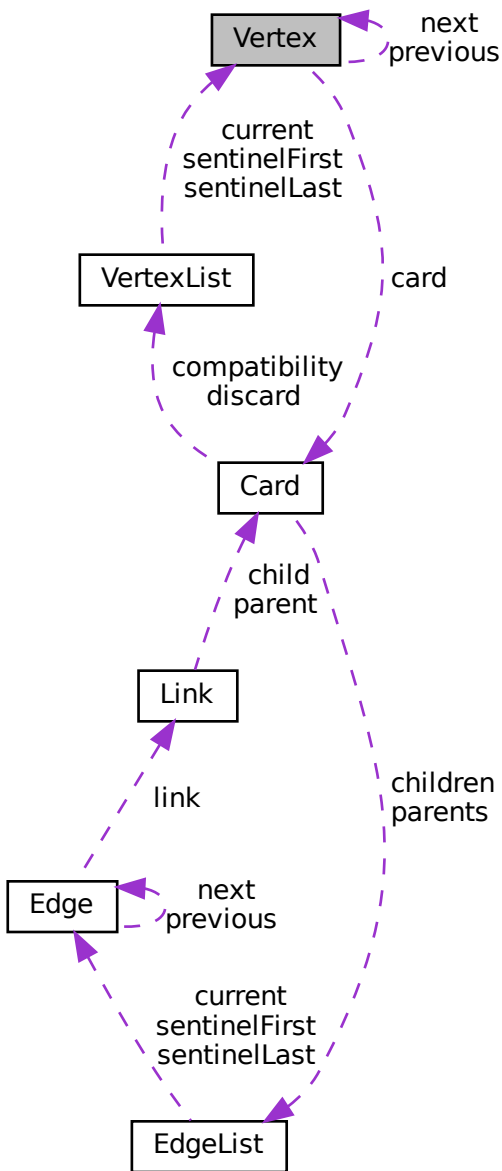 Vertex
next
previous
current
sentinelFirst
sentinelLast
VertexList
card
compatibility
discard
Card
child
parent
Link
children
parents
link
Edge
next
previous
current
sentinelFirst
sentinelLast
EdgeList